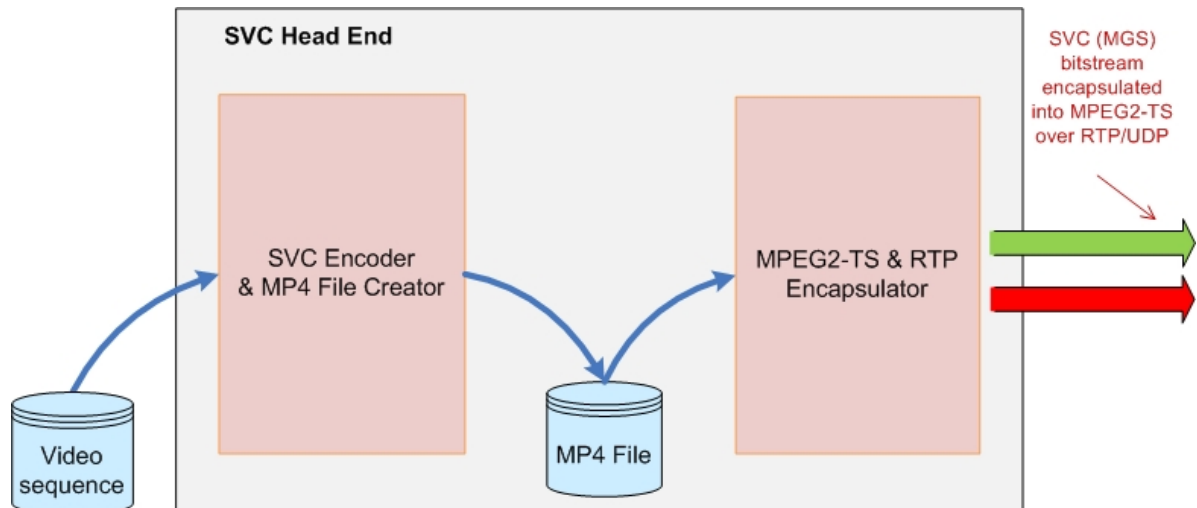 SVC Head End
SVC (MGS)
bitstream
encapsulated
into MPEG2-TS
over RTP/UDP
SVC Encoder
& MP4 File Creator
MPEG2-TS & RTP
Encapsulator
Video
sequence
MP4 File